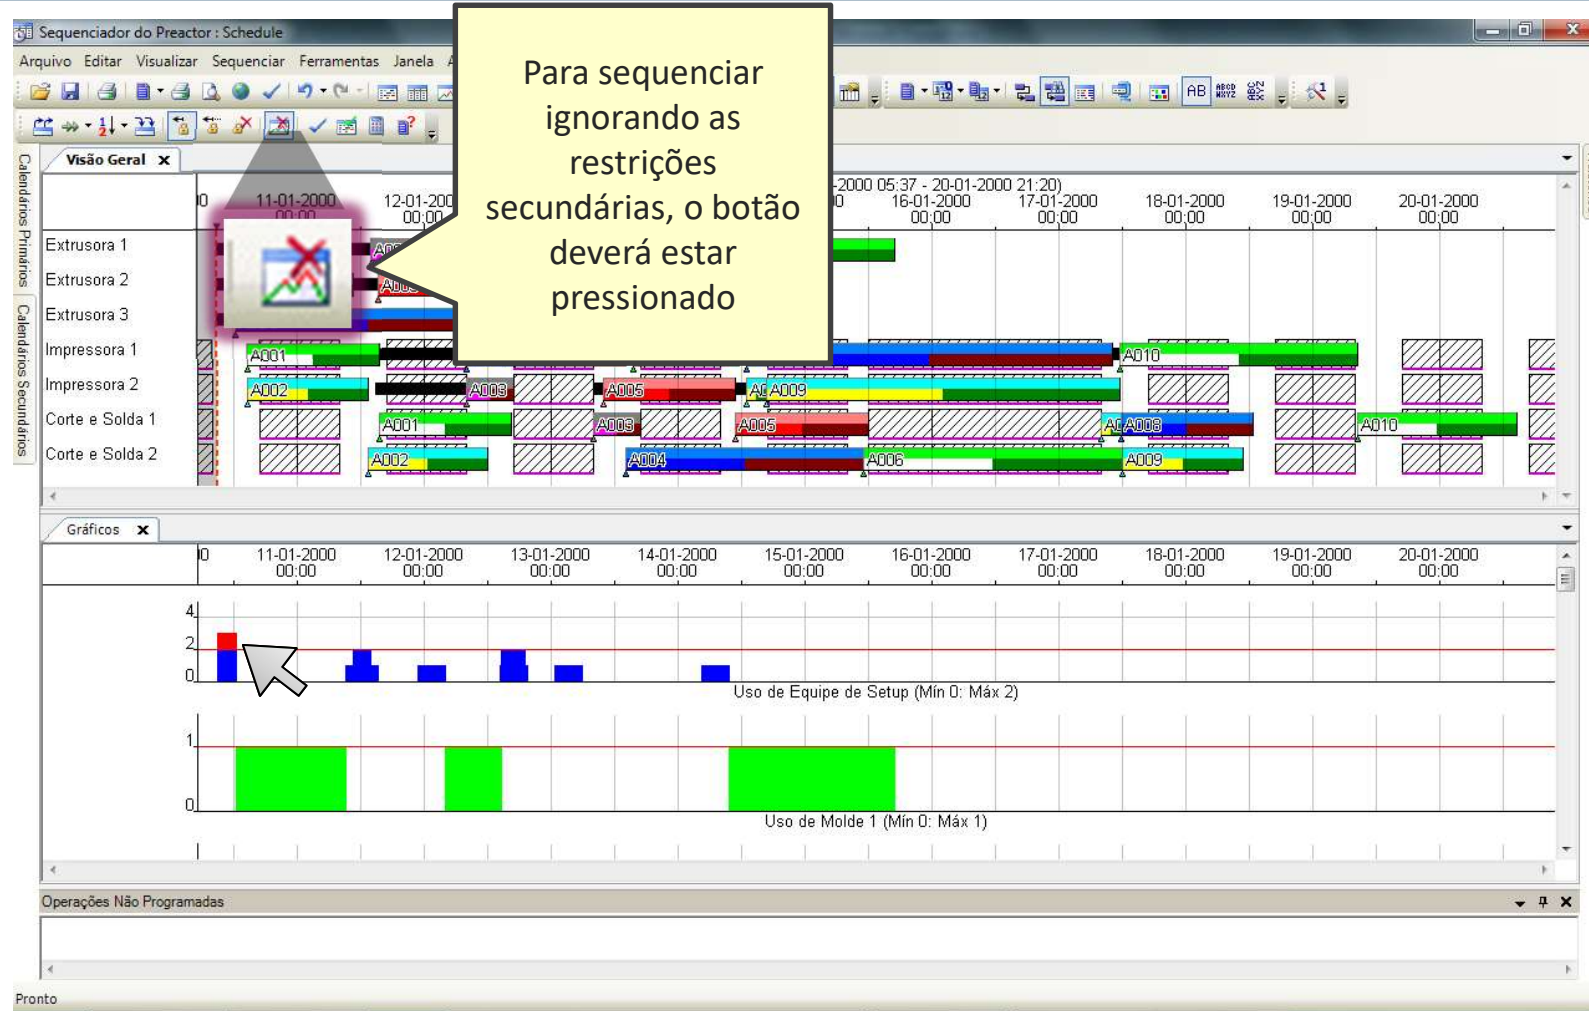 Sequenciador do Preactor : Schedule
Arquivo Editar Visualizar Sequenciar Ferramentas Janela
Para sequenciar
ignorando as
restrições
secundárias, o botão
deverá estar
pressionado
Calendários Primários
Calendários Secundários
Visão Geral
-2000 05:37 - 20-01-2000 21:20)
11-01-2000 12-01-200 16-01-2000 17-01-2000 18-01-2000 19-01-2000 20-01-2000
00:00 00:00 00:00 00:00 00:00 00:00 00:00
Extrusora 1
Extrusora 2
Extrusora 3
Impressora 1 A001 A010
Impressora 2 A002 A003 A005 A009
Corte e Solda 1 A001 A003 A005 A008 A010
Corte e Solda 2 A002 A004 A006 A009
Gráficos
11-01-2000 12-01-2000 13-01-2000 14-01-2000 15-01-2000 16-01-2000 17-01-2000 18-01-2000 19-01-2000 20-01-2000
00:00 00:00 00:00 00:00 00:00 00:00 00:00 00:00 00:00 00:00
4
2
0
Uso de Equipe de Setup (Mín 0: Máx 2)
1
0
Uso de Molde 1 (Mín 0: Máx 1)
Operações Não Programadas
Pronto